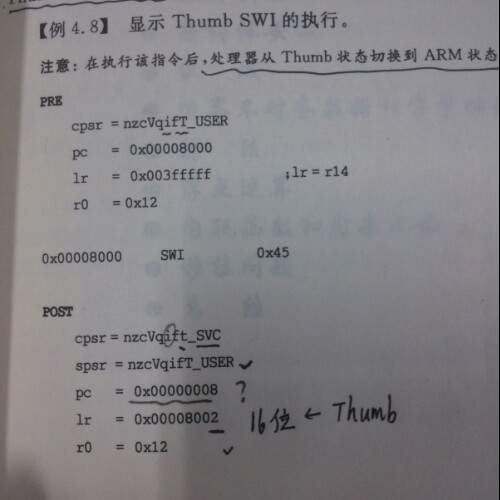 【例 4.8】 显示 Thumb SWI 的执行。
注意：在执行该指令后，处理器从 Thumb 状态切换到 ARM 状态
PRE
cpsr = nzcVqifT_USER
pc = 0x00008000
lr = 0x003fffff ;lr = r14
r0 = 0x12
0x00008000 SWI 0x45
POST
cpsr = nzcVqift_SVC
spsr = nzcVqifT_USER ✓
pc = 0x00000008 ?
lr = 0x00008002 16位 ← Thumb
r0 = 0x12 ✓